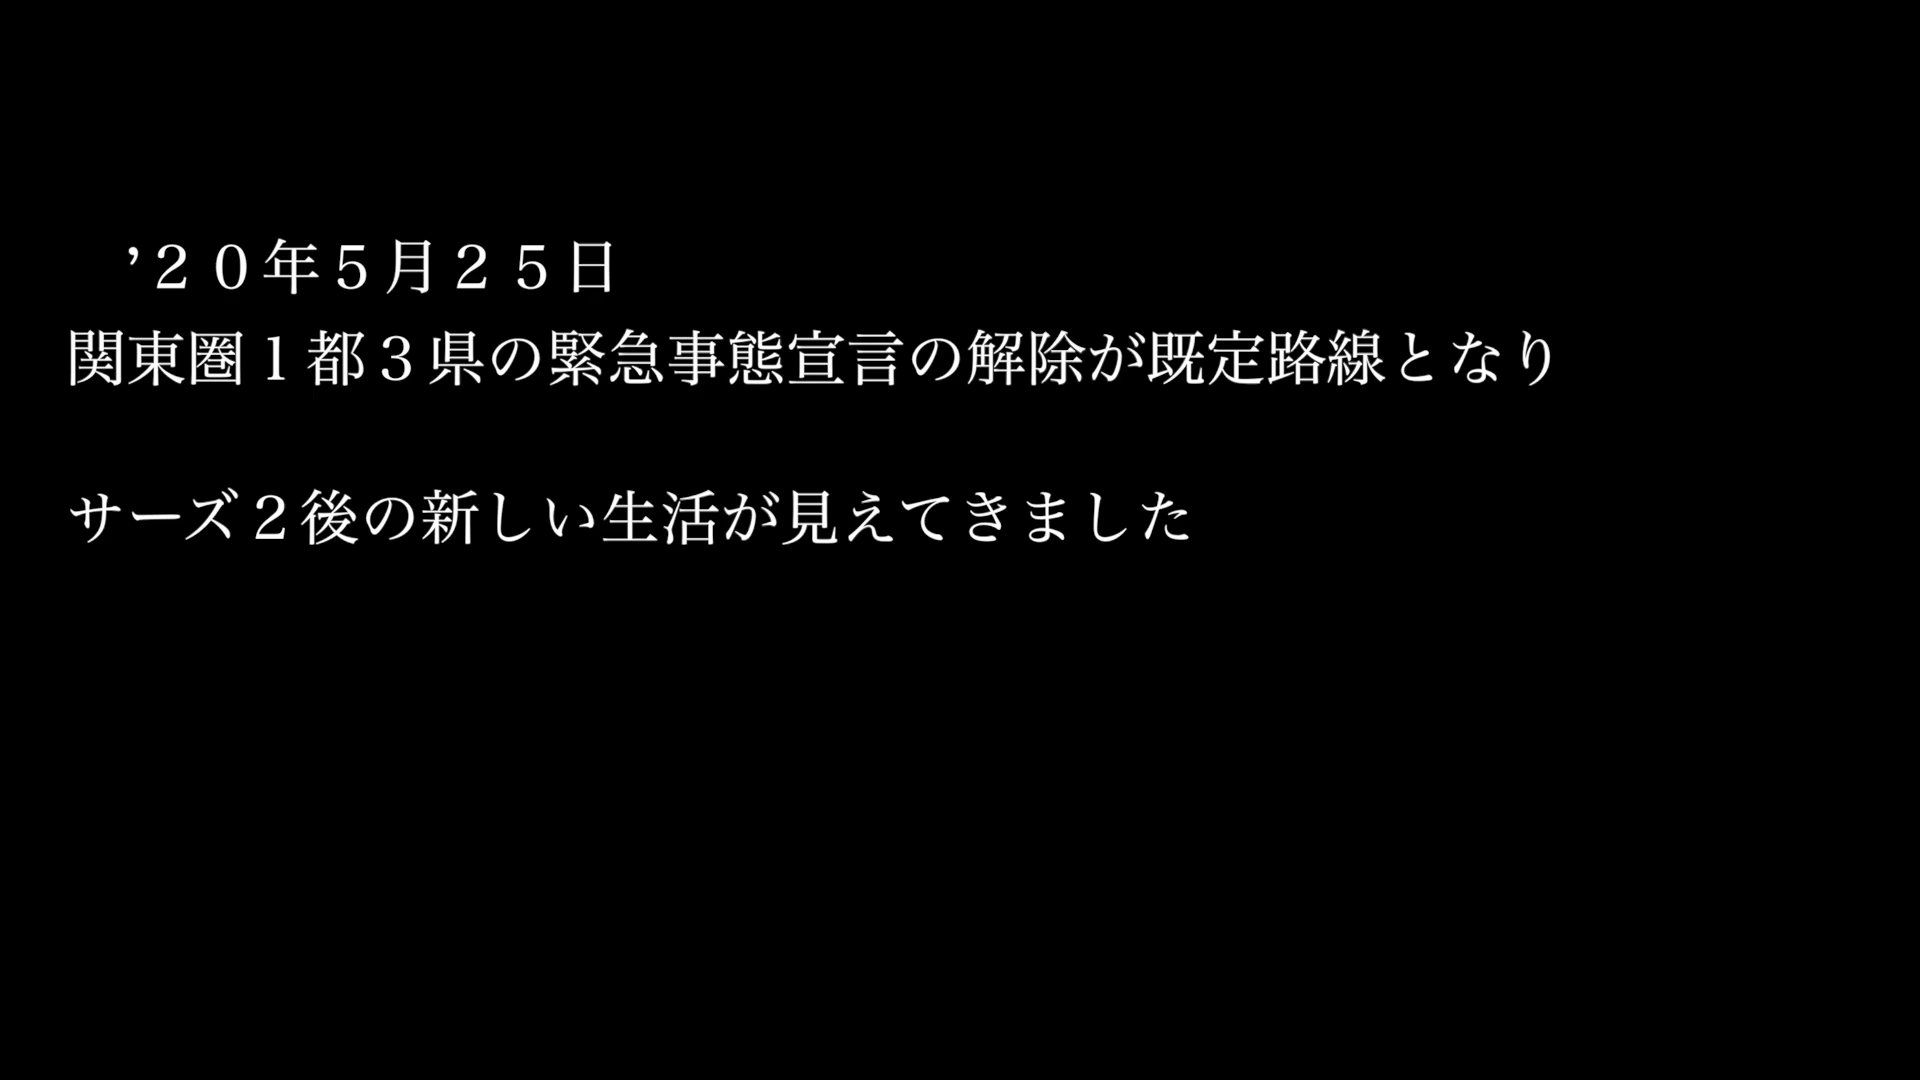 ’２０年５月２５日
関東圏１都３県の緊急事態宣言の解除が既定路線となり
サーズ２後の新しい生活が見えてきました